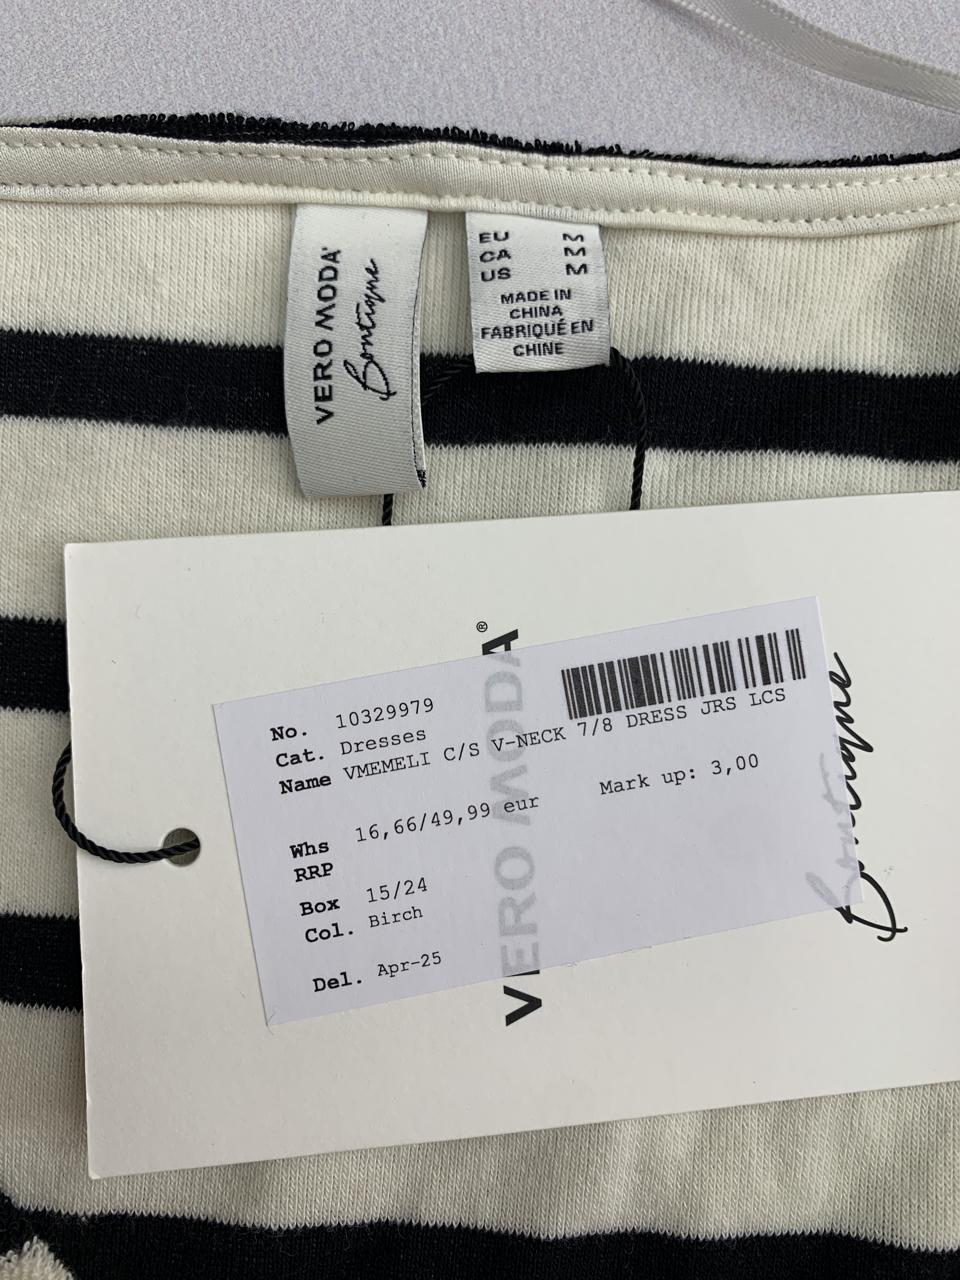 VERO MODA®
Boutique
EU M
CA M
US M
MADE IN
CHINA
FABRIQUÉ EN
CHINE
VERO MODA®
Boutique
No. 10329979
Cat. Dresses
Name VMEMELI C/S V-NECK 7/8 DRESS JRS LCS
Whs 16,66/49,99 eur Mark up: 3,00
RRP
Box 15/24
Col. Birch
Del. Apr-25